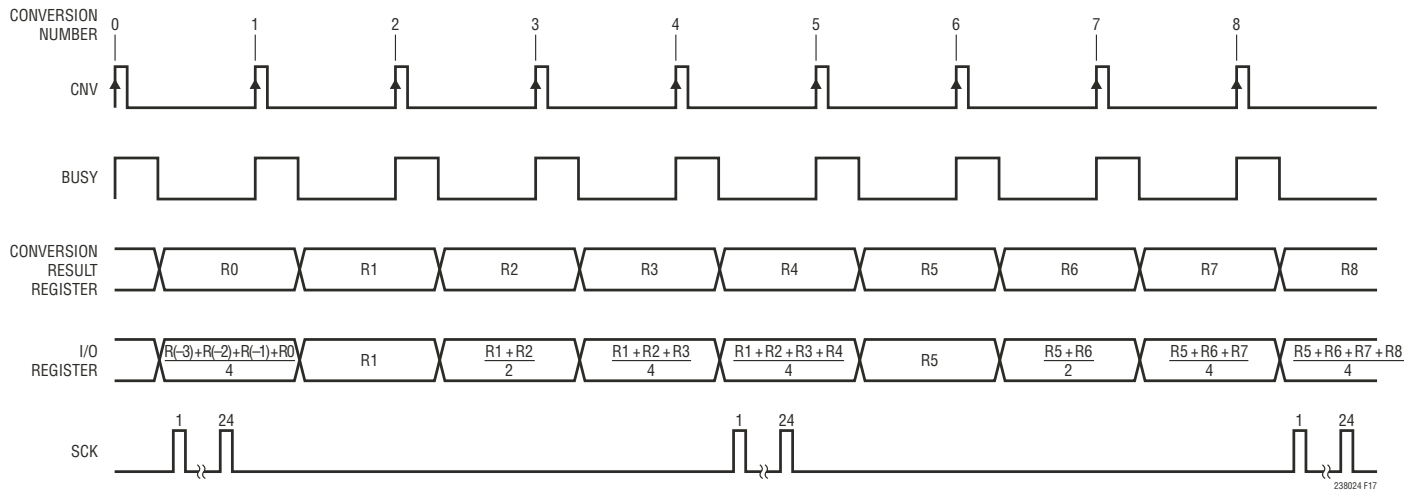 CONVERSION
NUMBER
0 1 2 3 4 5 6 7 8
CNV
BUSY
CONVERSION
RESULT
REGISTER
R0 R1 R2 R3 R4 R5 R6 R7 R8
I/O
REGISTER
R(–3)+R(–2)+R(–1)+R0
4
R1
R1 + R2
2
R1 + R2 + R3
4
R1 + R2 + R3 + R4
4
R5
R5 + R6
2
R5 + R6 + R7
4
R5 + R6 + R7 + R8
4
SCK
1 24 1 24 1 24
238024 F17